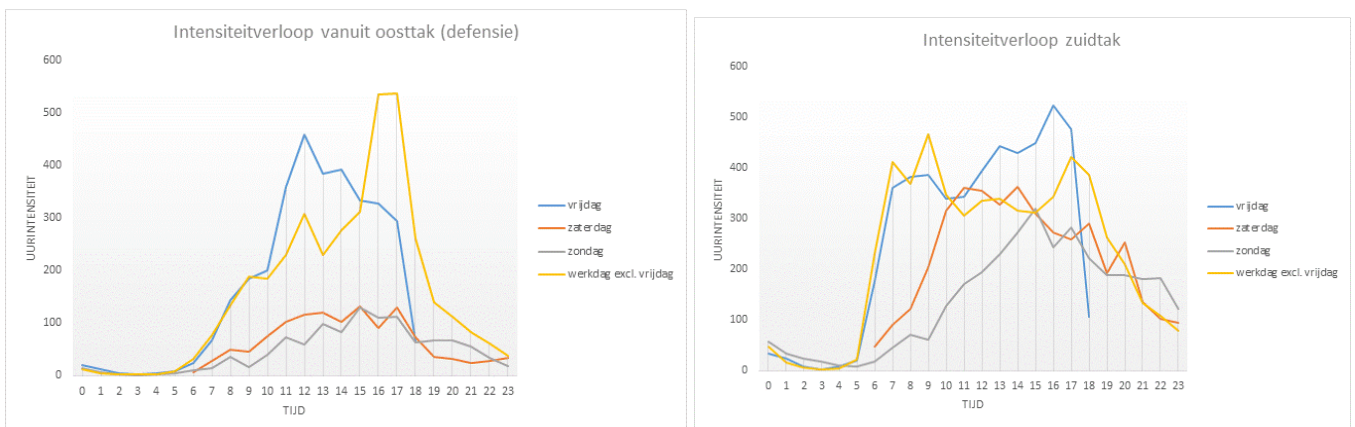 Intensiteitverloop vanuit oosttak (defensie)
600
500
400
300
200
100
0
UURINTENSITEIT
0 1 2 3 4 5 6 7 8 9 10 11 12 13 14 15 16 17 18 19 20 21 22 23
TIJD
vrijdag
zaterdag
zondag
werkdag excl. vrijdag
Intensiteitverloop zuidtak
600
500
400
300
200
100
0
UURINTENSITEIT
0 1 2 3 4 5 6 7 8 9 10 11 12 13 14 15 16 17 18 19 20 21 22 23
TIJD
vrijdag
zaterdag
zondag
werkdag excl. vrijdag